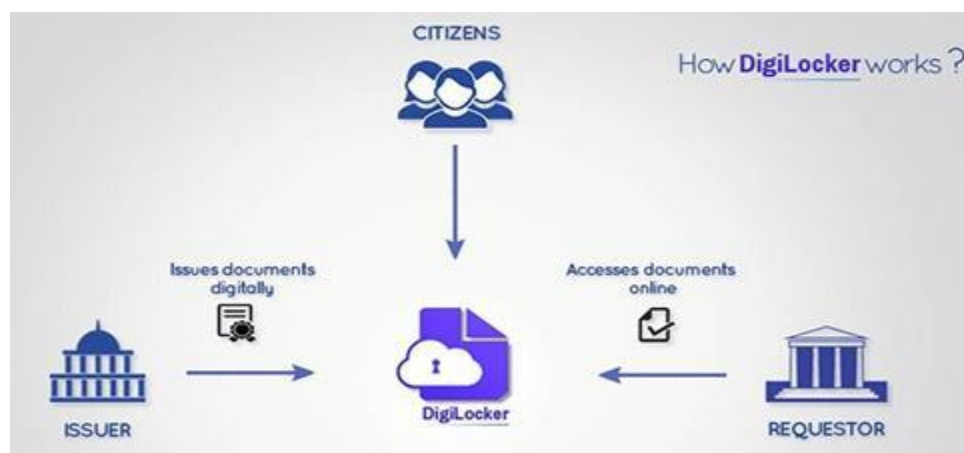 CITIZENS
How DigiLocker works ?
Issues documents
digitally
Accesses documents
online
DigiLocker
ISSUER
REQUESTOR